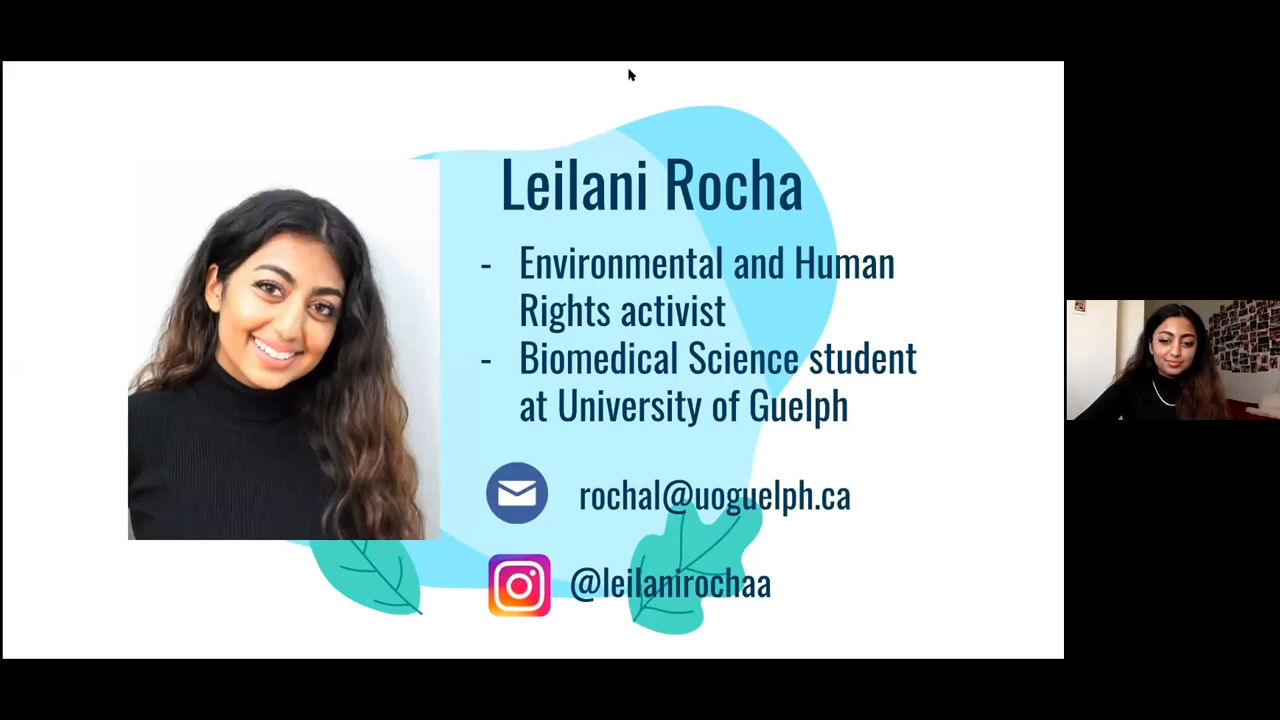 Leilani Rocha
- Environmental and Human
Rights activist
- Biomedical Science student
at University of Guelph
rochal@uoguelph.ca
@leilanirochaa